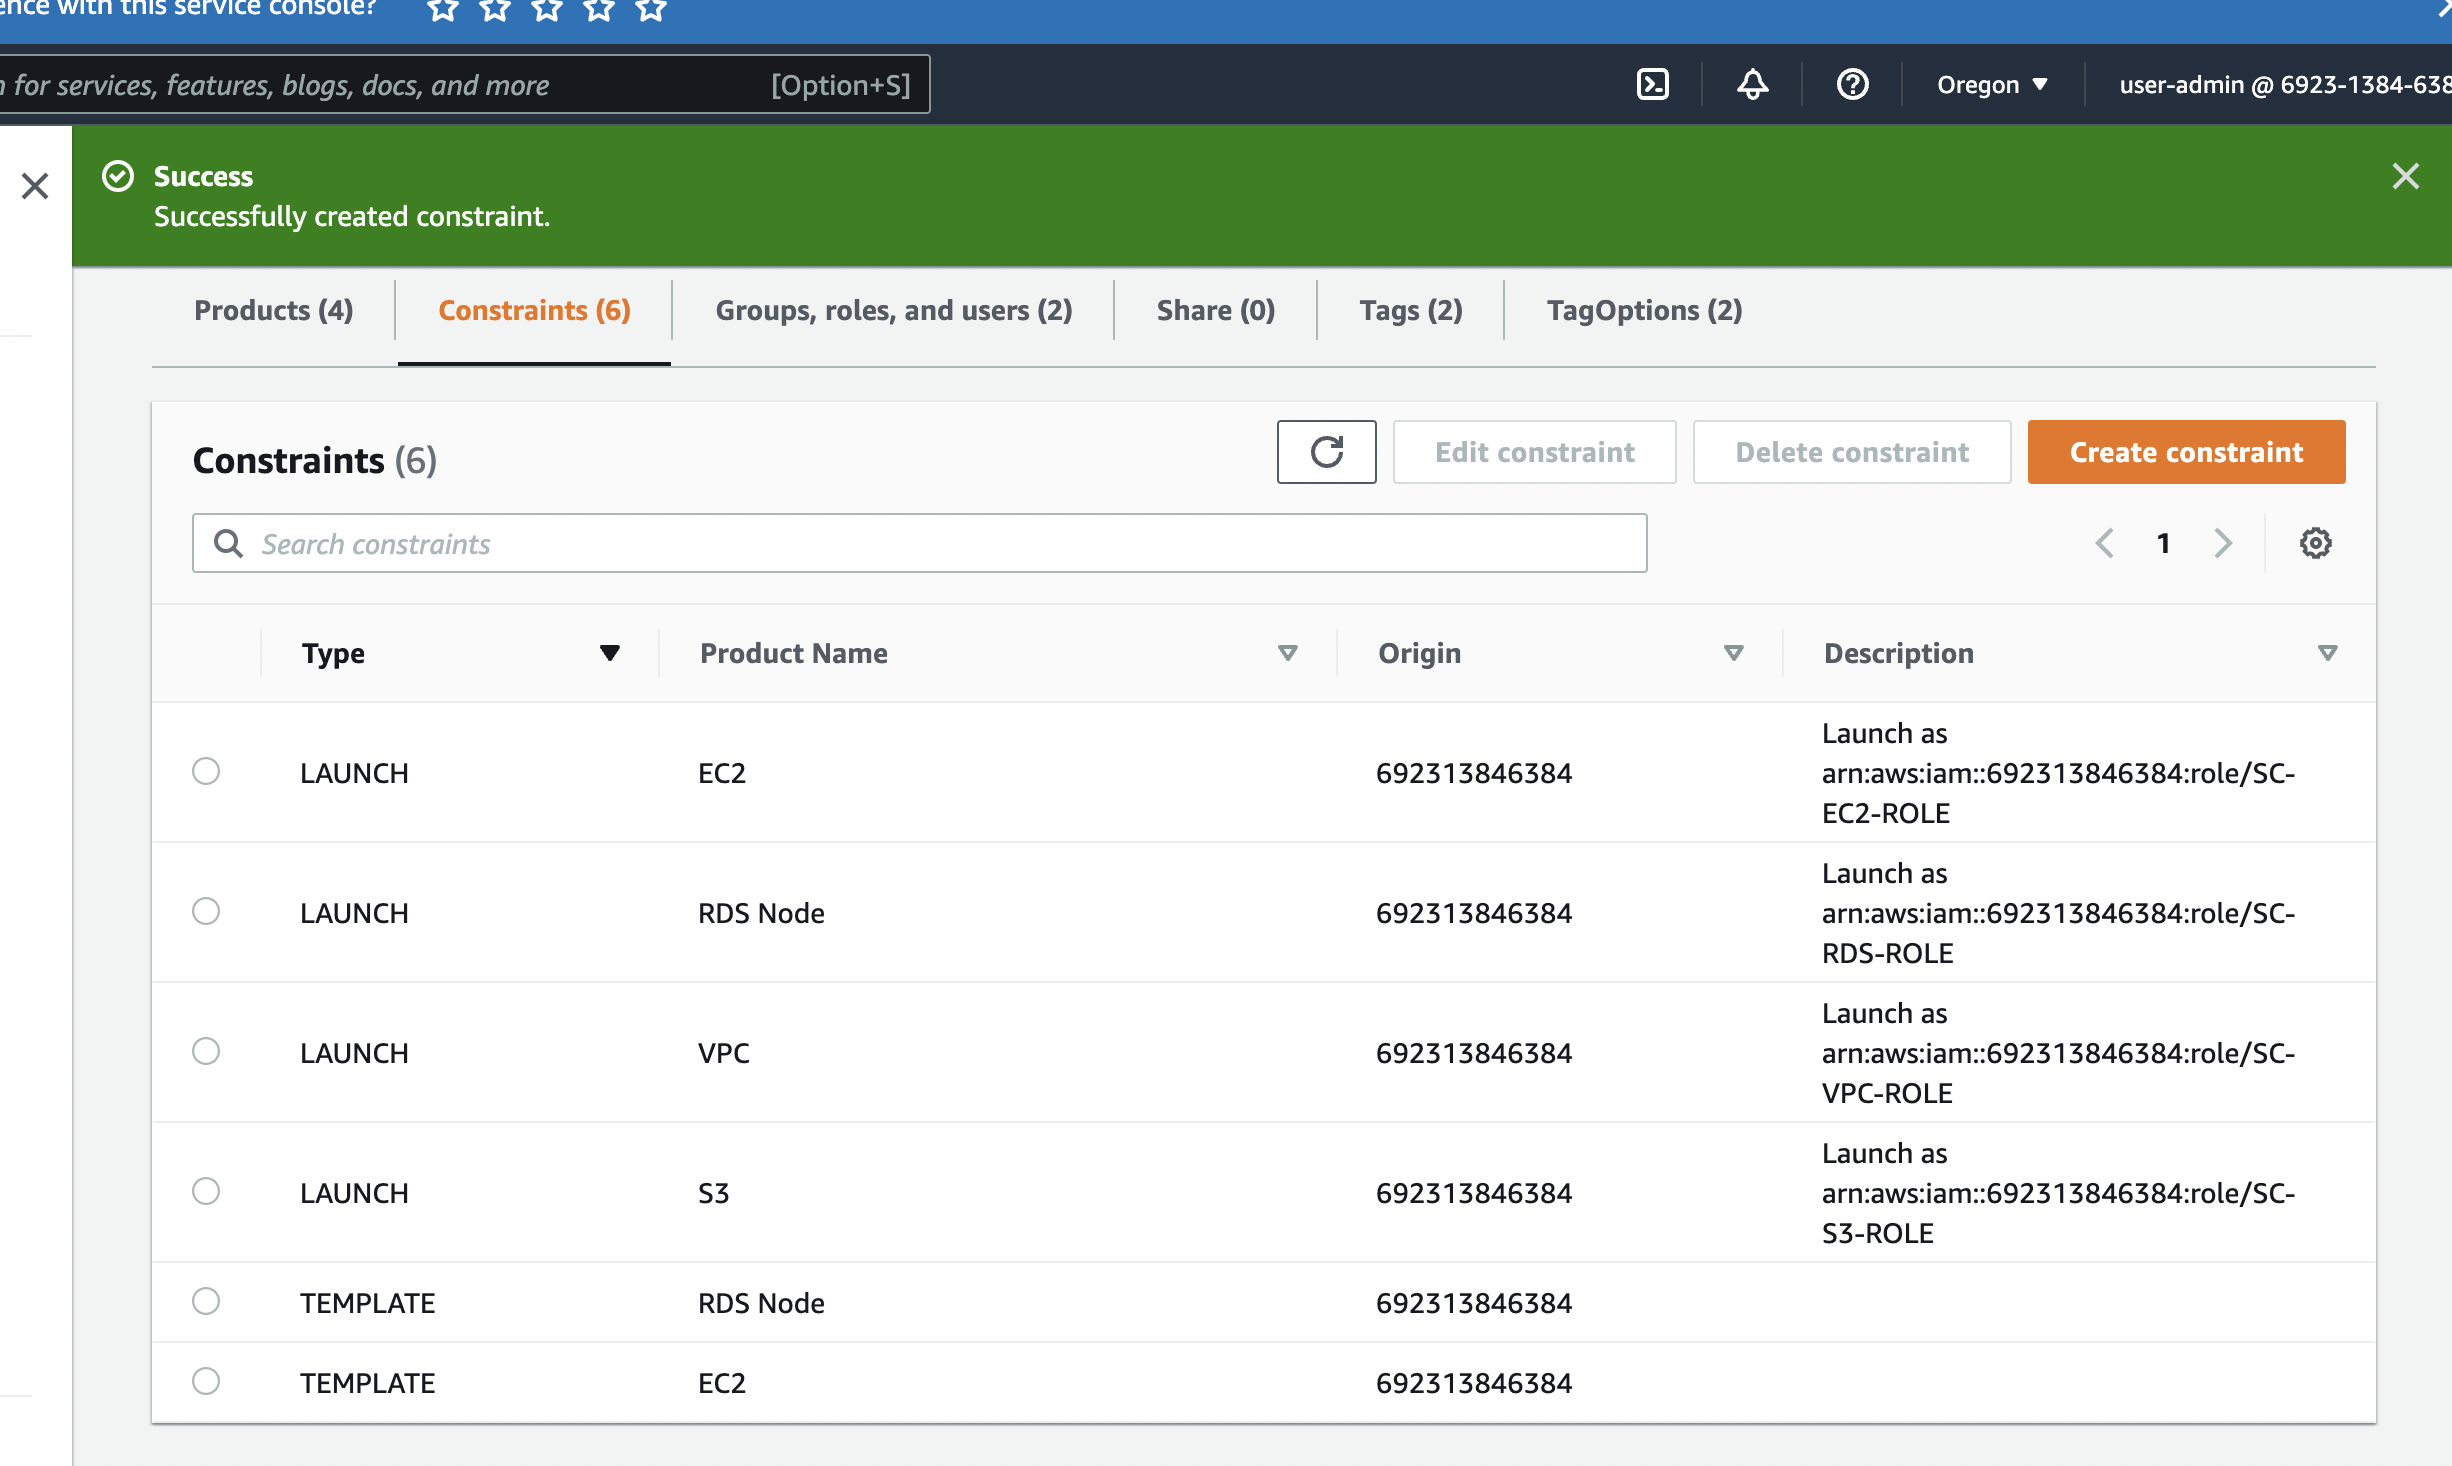 with this service console?
for services, features, blogs, docs, and more [Option+S] Oregon user-admin @ 6923-1384-638
Success
Successfully created constraint.
Products (4) Constraints (6) Groups, roles, and users (2) Share (0) Tags (2) TagOptions (2)
Constraints (6) Edit constraint Delete constraint Create constraint
Search constraints 1
Type Product Name Origin Description
LAUNCH EC2 692313846384 Launch as
arn:aws:iam::692313846384:role/SC-
EC2-ROLE
LAUNCH RDS Node 692313846384 Launch as
arn:aws:iam::692313846384:role/SC-
RDS-ROLE
LAUNCH VPC 692313846384 Launch as
arn:aws:iam::692313846384:role/SC-
VPC-ROLE
LAUNCH S3 692313846384 Launch as
arn:aws:iam::692313846384:role/SC-
S3-ROLE
TEMPLATE RDS Node 692313846384
TEMPLATE EC2 692313846384